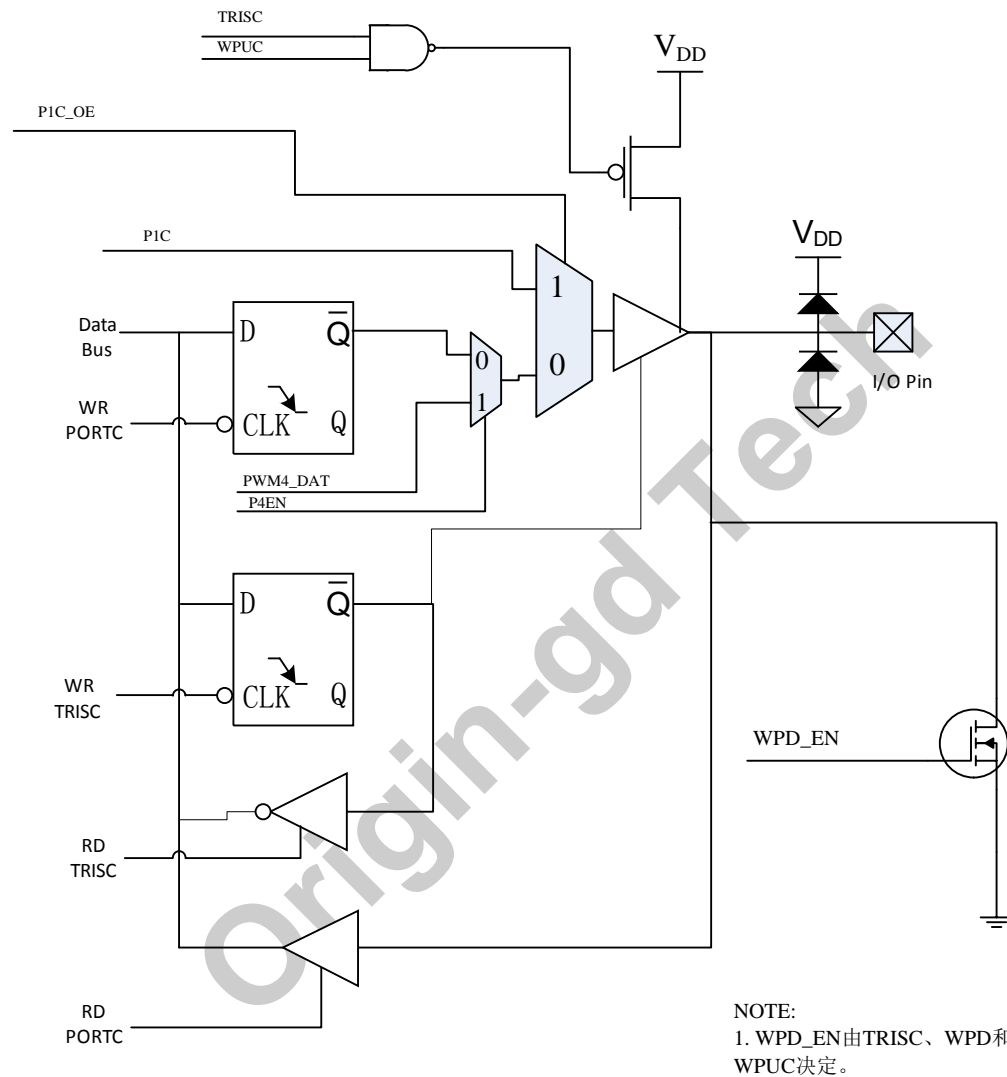 TRISC
WPUC
V_DD
P1C_OE
P1C
V_DD
1
0
Data
Bus
D
Q̅
0
1
I/O Pin
WR
PORTC
CLK
Q
PWM4_DAT
P4EN
D
Q̅
WR
TRISC
CLK
Q
WPD_EN
RD
TRISC
RD
PORTC
NOTE:
1. WPD_EN由TRISC、WPD和
WPUC决定。
Origin-gd Tech